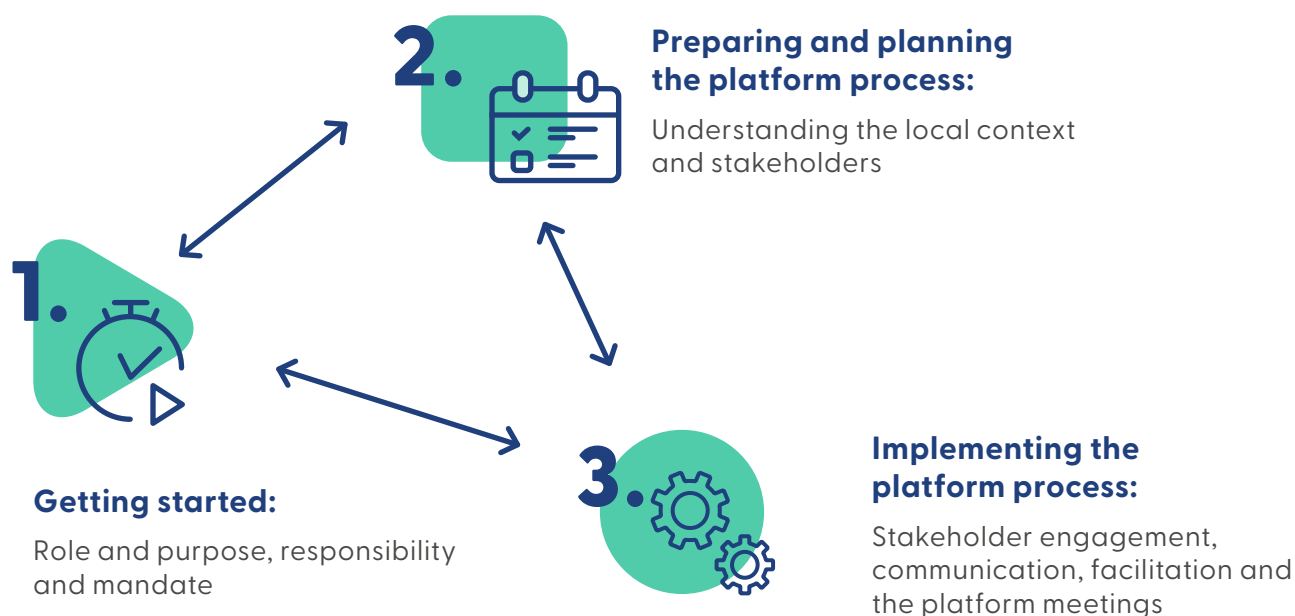 1.
Getting started:
Role and purpose, responsibility
and mandate
2.
Preparing and planning
the platform process:
Understanding the local context
and stakeholders
3.
Implementing the
platform process:
Stakeholder engagement,
communication, facilitation and
the platform meetings